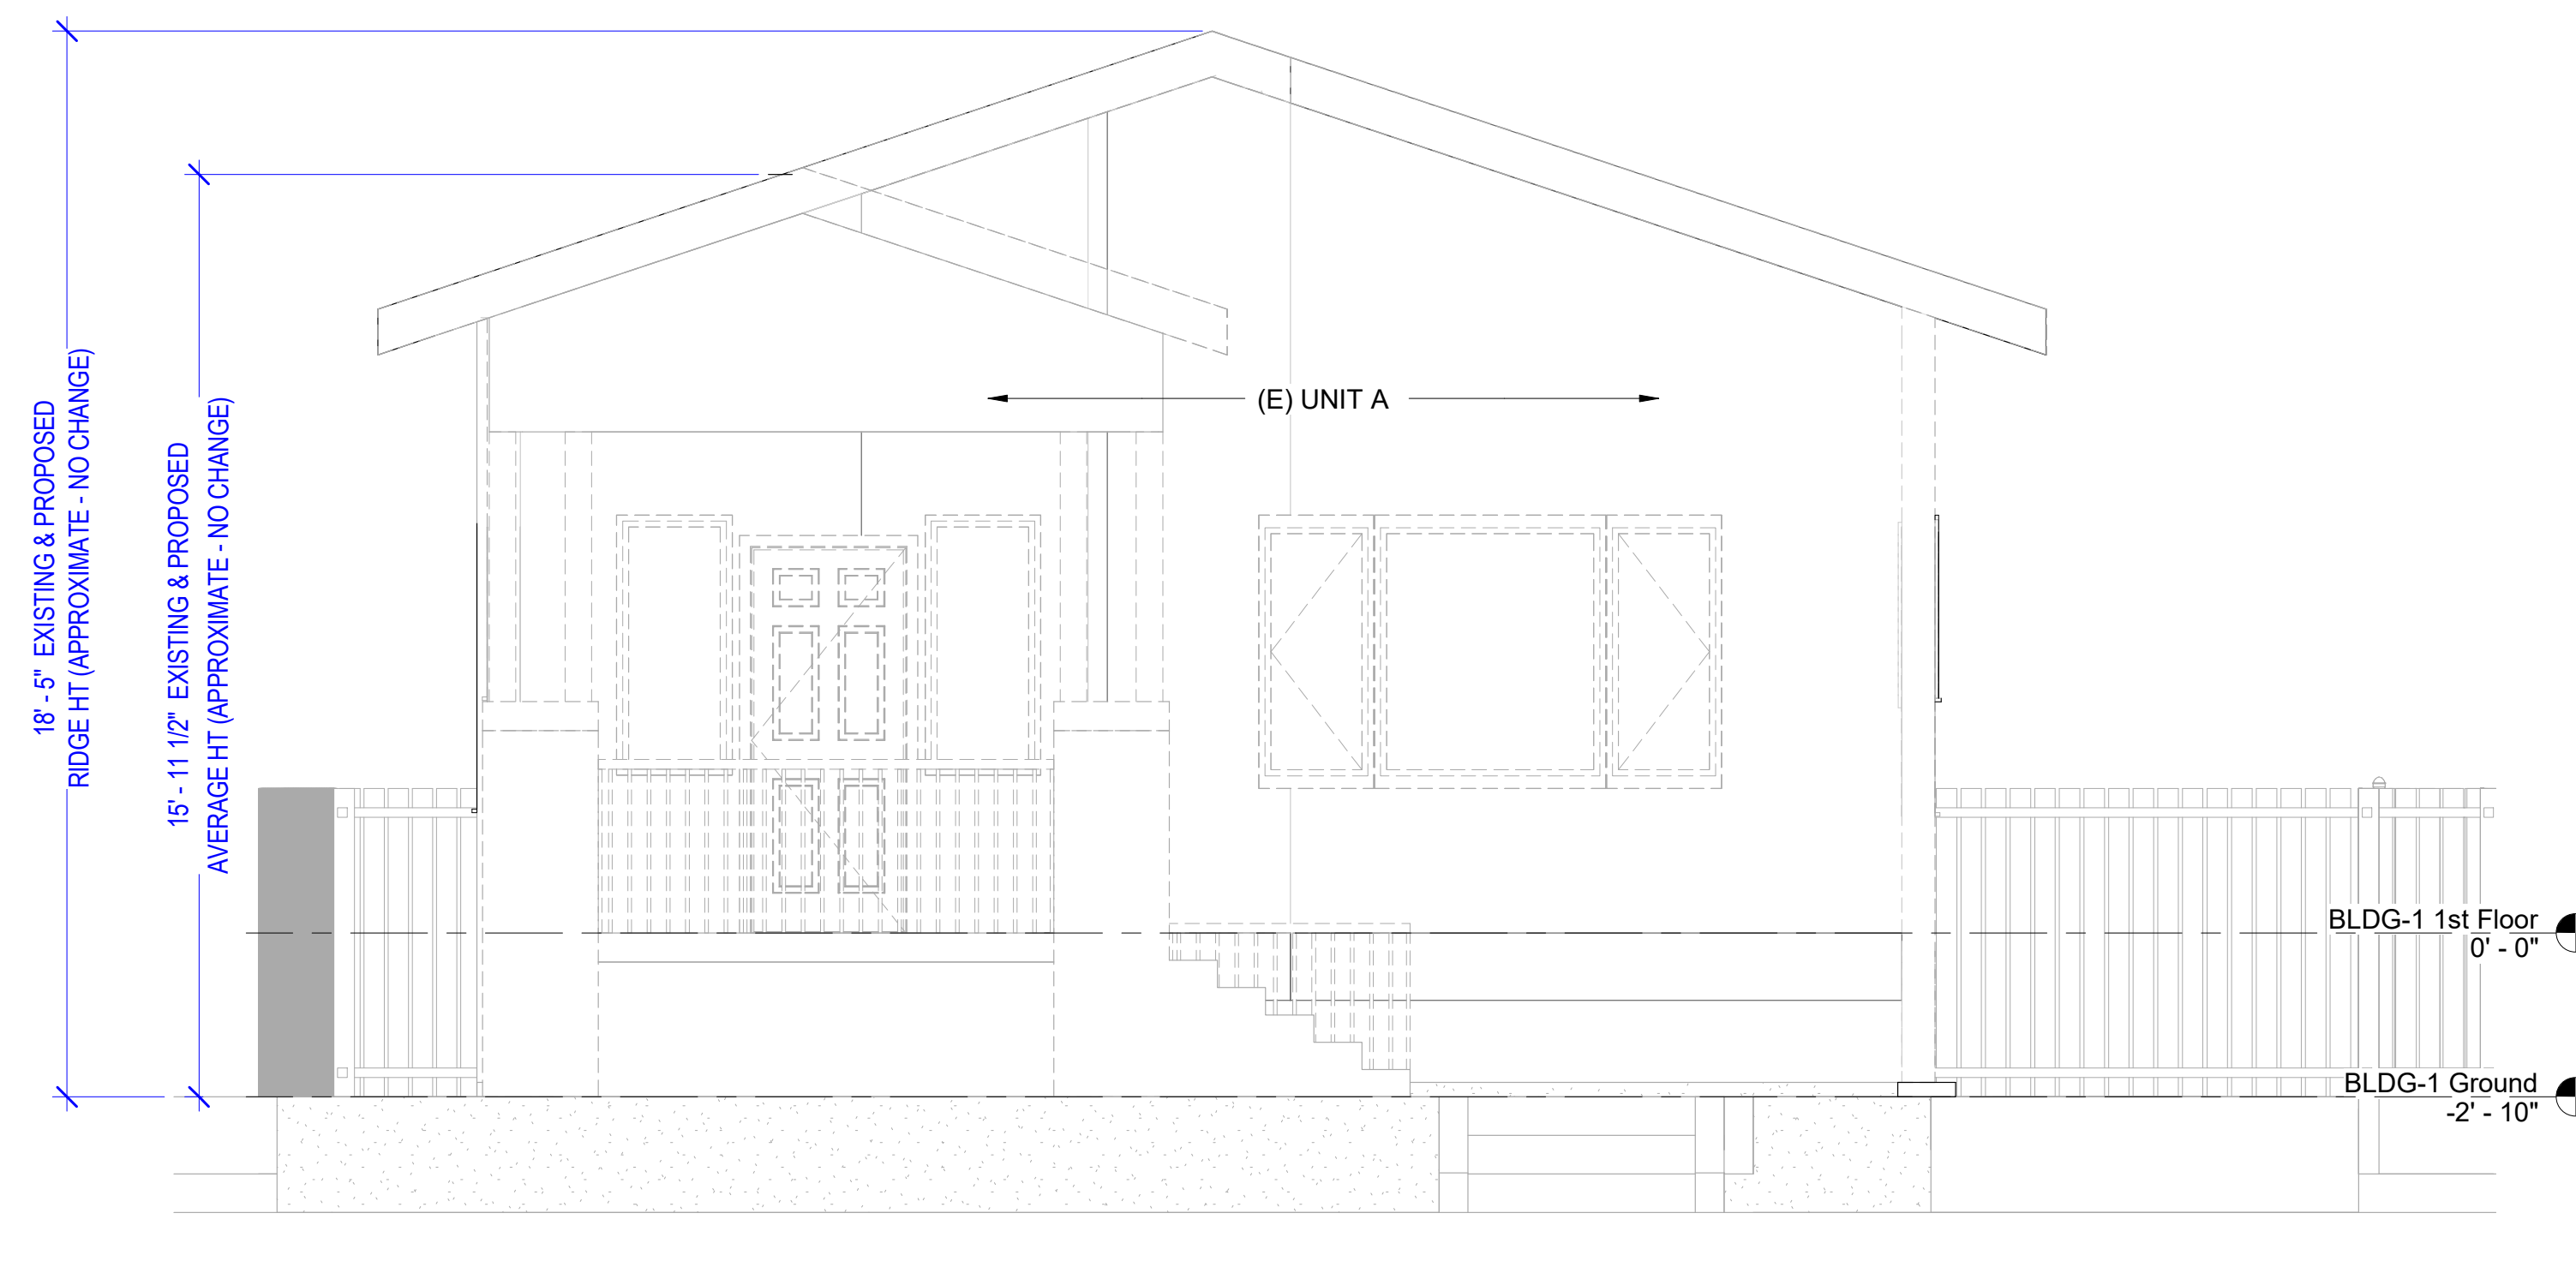 18' - 5" EXISTING & PROPOSED
RIDGE HT (APPROXIMATE - NO CHANGE)
15' - 11 1/2" EXISTING & PROPOSED
AVERAGE HT (APPROXIMATE - NO CHANGE)
(E) UNIT A
BLDG-1 1st Floor
0' - 0"
BLDG-1 Ground
-2' - 10"